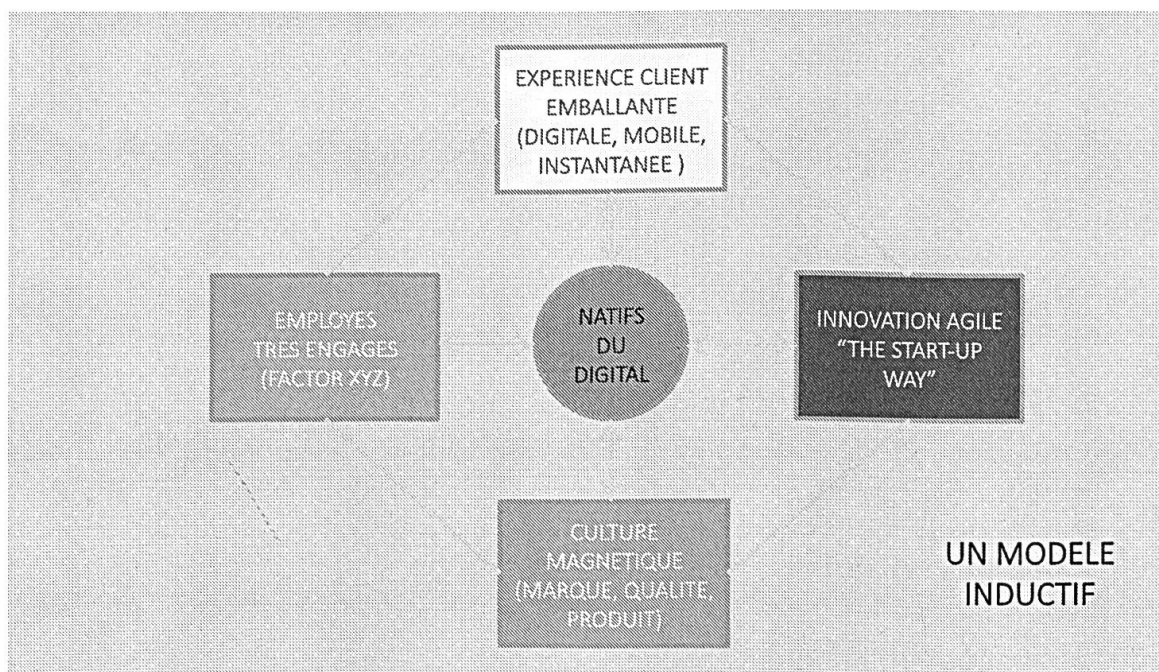 EXPERIENCE CLIENT
EMBALLANTE
(DIGITALE, MOBILE,
INSTANTANEE )
EMPLOYES
TRES ENGAGES
(FACTOR XYZ)
NATIFS
DU
DIGITAL
INNOVATION AGILE
“THE START-UP
WAY”
CULTURE
MAGNETIQUE
(MARQUE, QUALITE,
PRODUIT)
UN MODELE
INDUCTIF